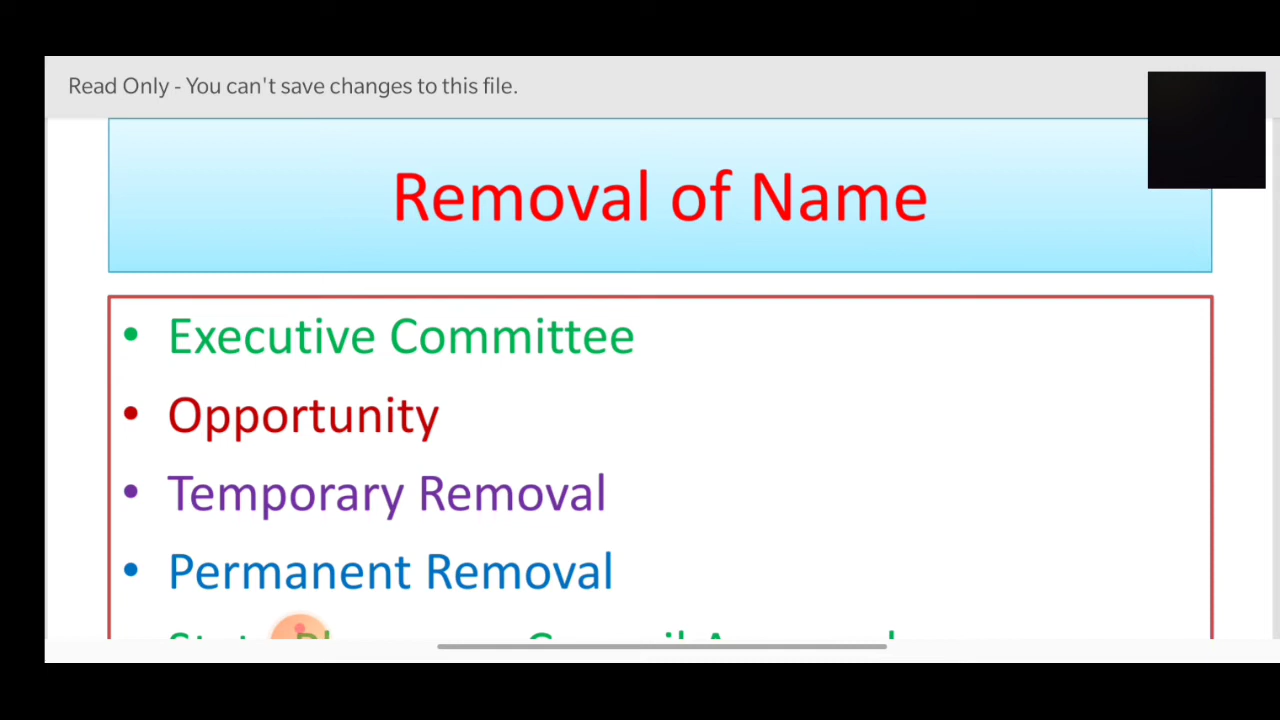 Read Only - You can't save changes to this file.
Removal of Name
• Executive Committee
• Opportunity
• Temporary Removal
• Permanent Removal